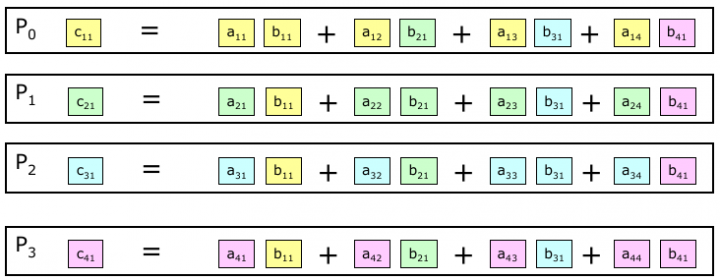 P₀ c₁₁ = a₁₁ b₁₁ + a₁₂ b₂₁ + a₁₃ b₃₁ + a₁₄ b₄₁
P₁ c₂₁ = a₂₁ b₁₁ + a₂₂ b₂₁ + a₂₃ b₃₁ + a₂₄ b₄₁
P₂ c₃₁ = a₃₁ b₁₁ + a₃₂ b₂₁ + a₃₃ b₃₁ + a₃₄ b₄₁
P₃ c₄₁ = a₄₁ b₁₁ + a₄₂ b₂₁ + a₄₃ b₃₁ + a₄₄ b₄₁